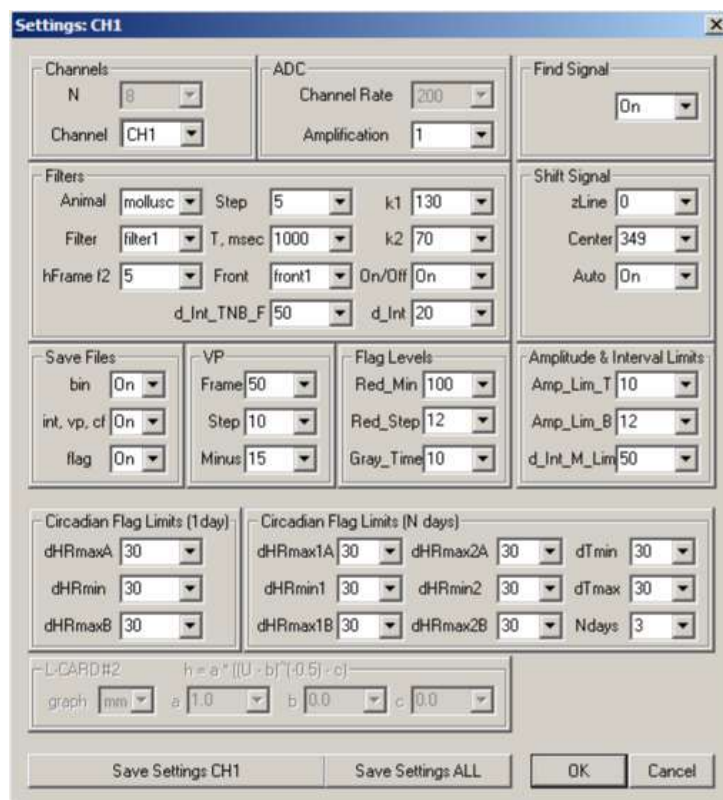 Settings: CH1
Channels
N 8
Channel CH1
ADC
Channel Rate 200
Amplification 1
Find Signal
On
Filters
Animal mollusc Step 5 k1 130
Filter filter1 T, msec 1000 k2 70
hFrame f2 5 Front front1 On/Off On
d_Int_TNB_F 50 d_Int 20
Shift Signal
zLine 0
Center 349
Auto On
Save Files
bin On
int, vp, cf On
flag On
VP
Frame 50
Step 10
Minus 15
Flag Levels
Red_Min 100
Red_Step 12
Gray_Time 10
Amplitude & Interval Limits
Amp_Lim_T 10
Amp_Lim_B 12
d_Int_M_Lim 50
Circadian Flag Limits (1day)
dHRmaxA 30
dHRmin 30
dHRmaxB 30
Circadian Flag Limits (N days)
dHRmax1A 30 dHRmax2A 30 dTmin 30
dHRmin1 30 dHRmin2 30 dTmax 30
dHRmax1B 30 dHRmax2B 30 Ndays 3
L-CARD#2 h = a * ((U - b)^(-0.5) - c)
graph mm a 1.0 b 0.0 c 0.0
Save Settings CH1 Save Settings ALL OK Cancel